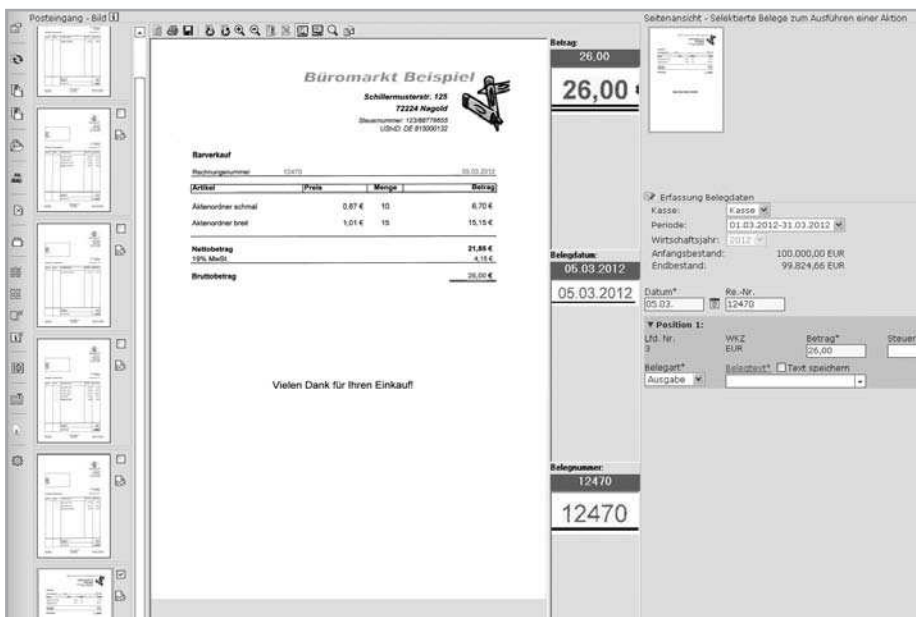 Posteingang - Bild
Büromarkt Beispiel
Schillermusterstr. 125
72224 Nagold
Steuernummer: 123/88779655
UStNID: DE 815000132
Barverkauf
Rechnungsnummer 12470 05.03.2012
Artikel Preis Menge Betrag
Aktenordner schmal 0,67 € 10 6,70 €
Aktenordner breit 1,01 € 15 15,15 €
Nettobetrag 21,85 €
19% MwSt. 4,15 €
Bruttobetrag 26,00 €
Vielen Dank für Ihren Einkauf!
Betrag:
26,00
26,00
Belegdatum:
05.03.2012
05.03.2012
Belegnummer:
12470
12470
Seitenansicht - Selektierte Belege zum Ausführen einer Aktion
Erfassung Belegdaten
Kasse: Kasse
Periode: 01.03.2012-31.03.2012
Wirtschaftsjahr: 2012
Anfangsbestand: 100.000,00 EUR
Endbestand: 99.824,66 EUR
Datum* Re.-Nr.
05.03. 12470
▼ Position 1:
Lfd. Nr. WKZ Betrag* Steuer
3 EUR 26,00
Belegart* Belegtext* Text speichern
Ausgabe